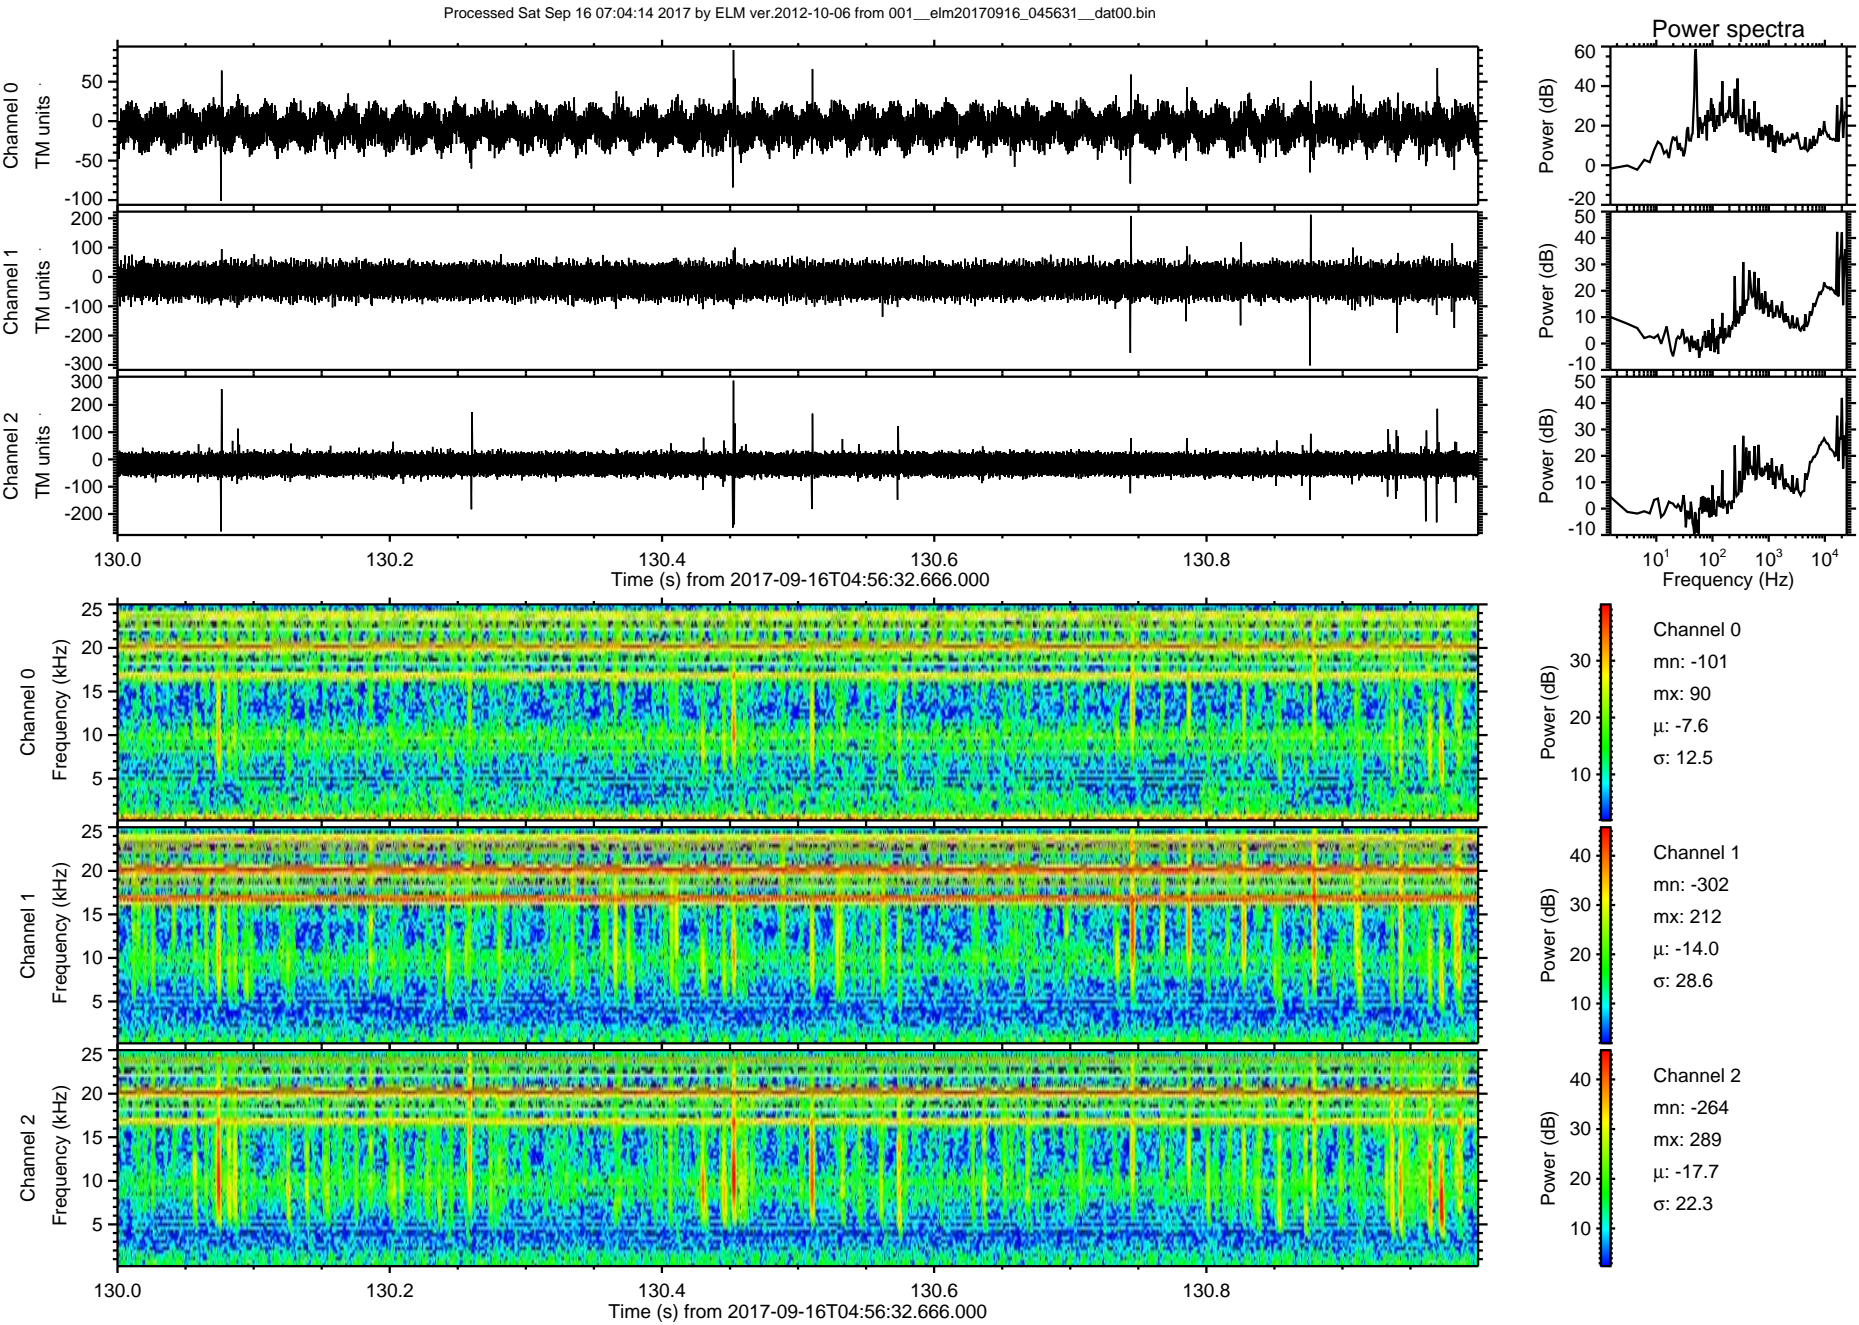 Processed Sat Sep 16 07:04:14 2017 by ELM ver.2012-10-06 from 001__elm20170916_045631__dat00.bin
Power spectra
Channel 0
TM units
50
0
-50
-100
Power (dB)
60
40
20
0
-20
Channel 1
TM units
200
100
0
-100
-200
-300
Power (dB)
50
40
30
20
10
0
-10
Channel 2
TM units
300
200
100
0
-100
-200
Power (dB)
50
40
30
20
10
0
-10
130.0 130.2 130.4 130.6 130.8
Time (s) from 2017-09-16T04:56:32.666.000
10¹ 10² 10³ 10⁴
Frequency (Hz)
Channel 0
Frequency (kHz)
25
20
15
10
5
Power (dB)
30
20
10
Channel 0
mn: -101
mx: 90
μ: -7.6
σ: 12.5
Channel 1
Frequency (kHz)
25
20
15
10
5
Power (dB)
40
30
20
10
Channel 1
mn: -302
mx: 212
μ: -14.0
σ: 28.6
Channel 2
Frequency (kHz)
25
20
15
10
5
Power (dB)
40
30
20
10
Channel 2
mn: -264
mx: 289
μ: -17.7
σ: 22.3
130.0 130.2 130.4 130.6 130.8
Time (s) from 2017-09-16T04:56:32.666.000